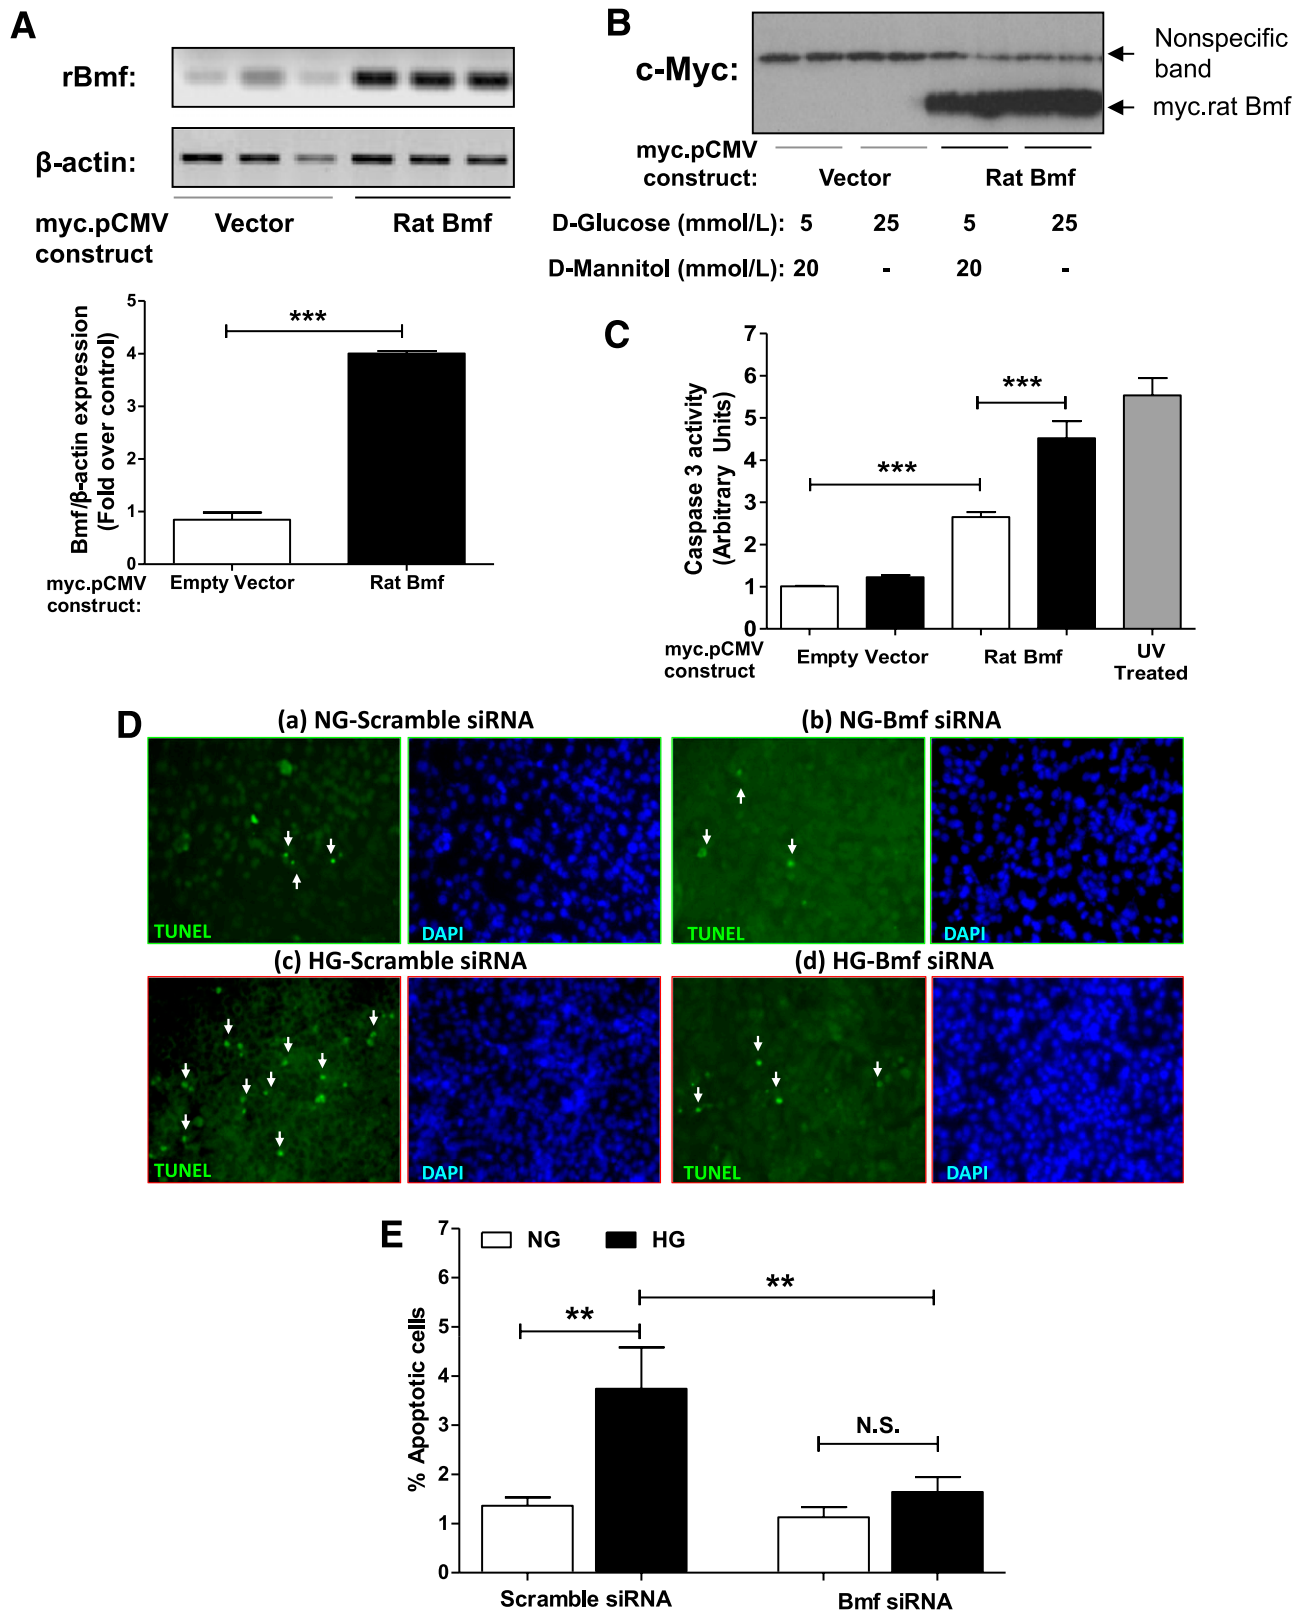 A
rBmf:
β-actin:
myc.pCMV
construct
Vector
Rat Bmf
Bmf/β-actin expression
(Fold over control)
5
4
3
2
1
0
***
myc.pCMV
construct:
Empty Vector
Rat Bmf
B
c-Myc:
Nonspecific
band
myc.rat Bmf
myc.pCMV
construct:
Vector
Rat Bmf
D-Glucose (mmol/L): 5 25 5 25
D-Mannitol (mmol/L): 20 - 20 -
C
Caspase 3 activity
(Arbitrary Units)
7
6
5
4
3
2
1
0
***
***
myc.pCMV
construct
Empty Vector
Rat Bmf
UV
Treated
D
(a) NG-Scramble siRNA
(b) NG-Bmf siRNA
TUNEL
DAPI
TUNEL
DAPI
(c) HG-Scramble siRNA
(d) HG-Bmf siRNA
TUNEL
DAPI
TUNEL
DAPI
E
% Apoptotic cells
7
6
5
4
3
2
1
0
NG
HG
**
**
N.S.
Scramble siRNA
Bmf siRNA